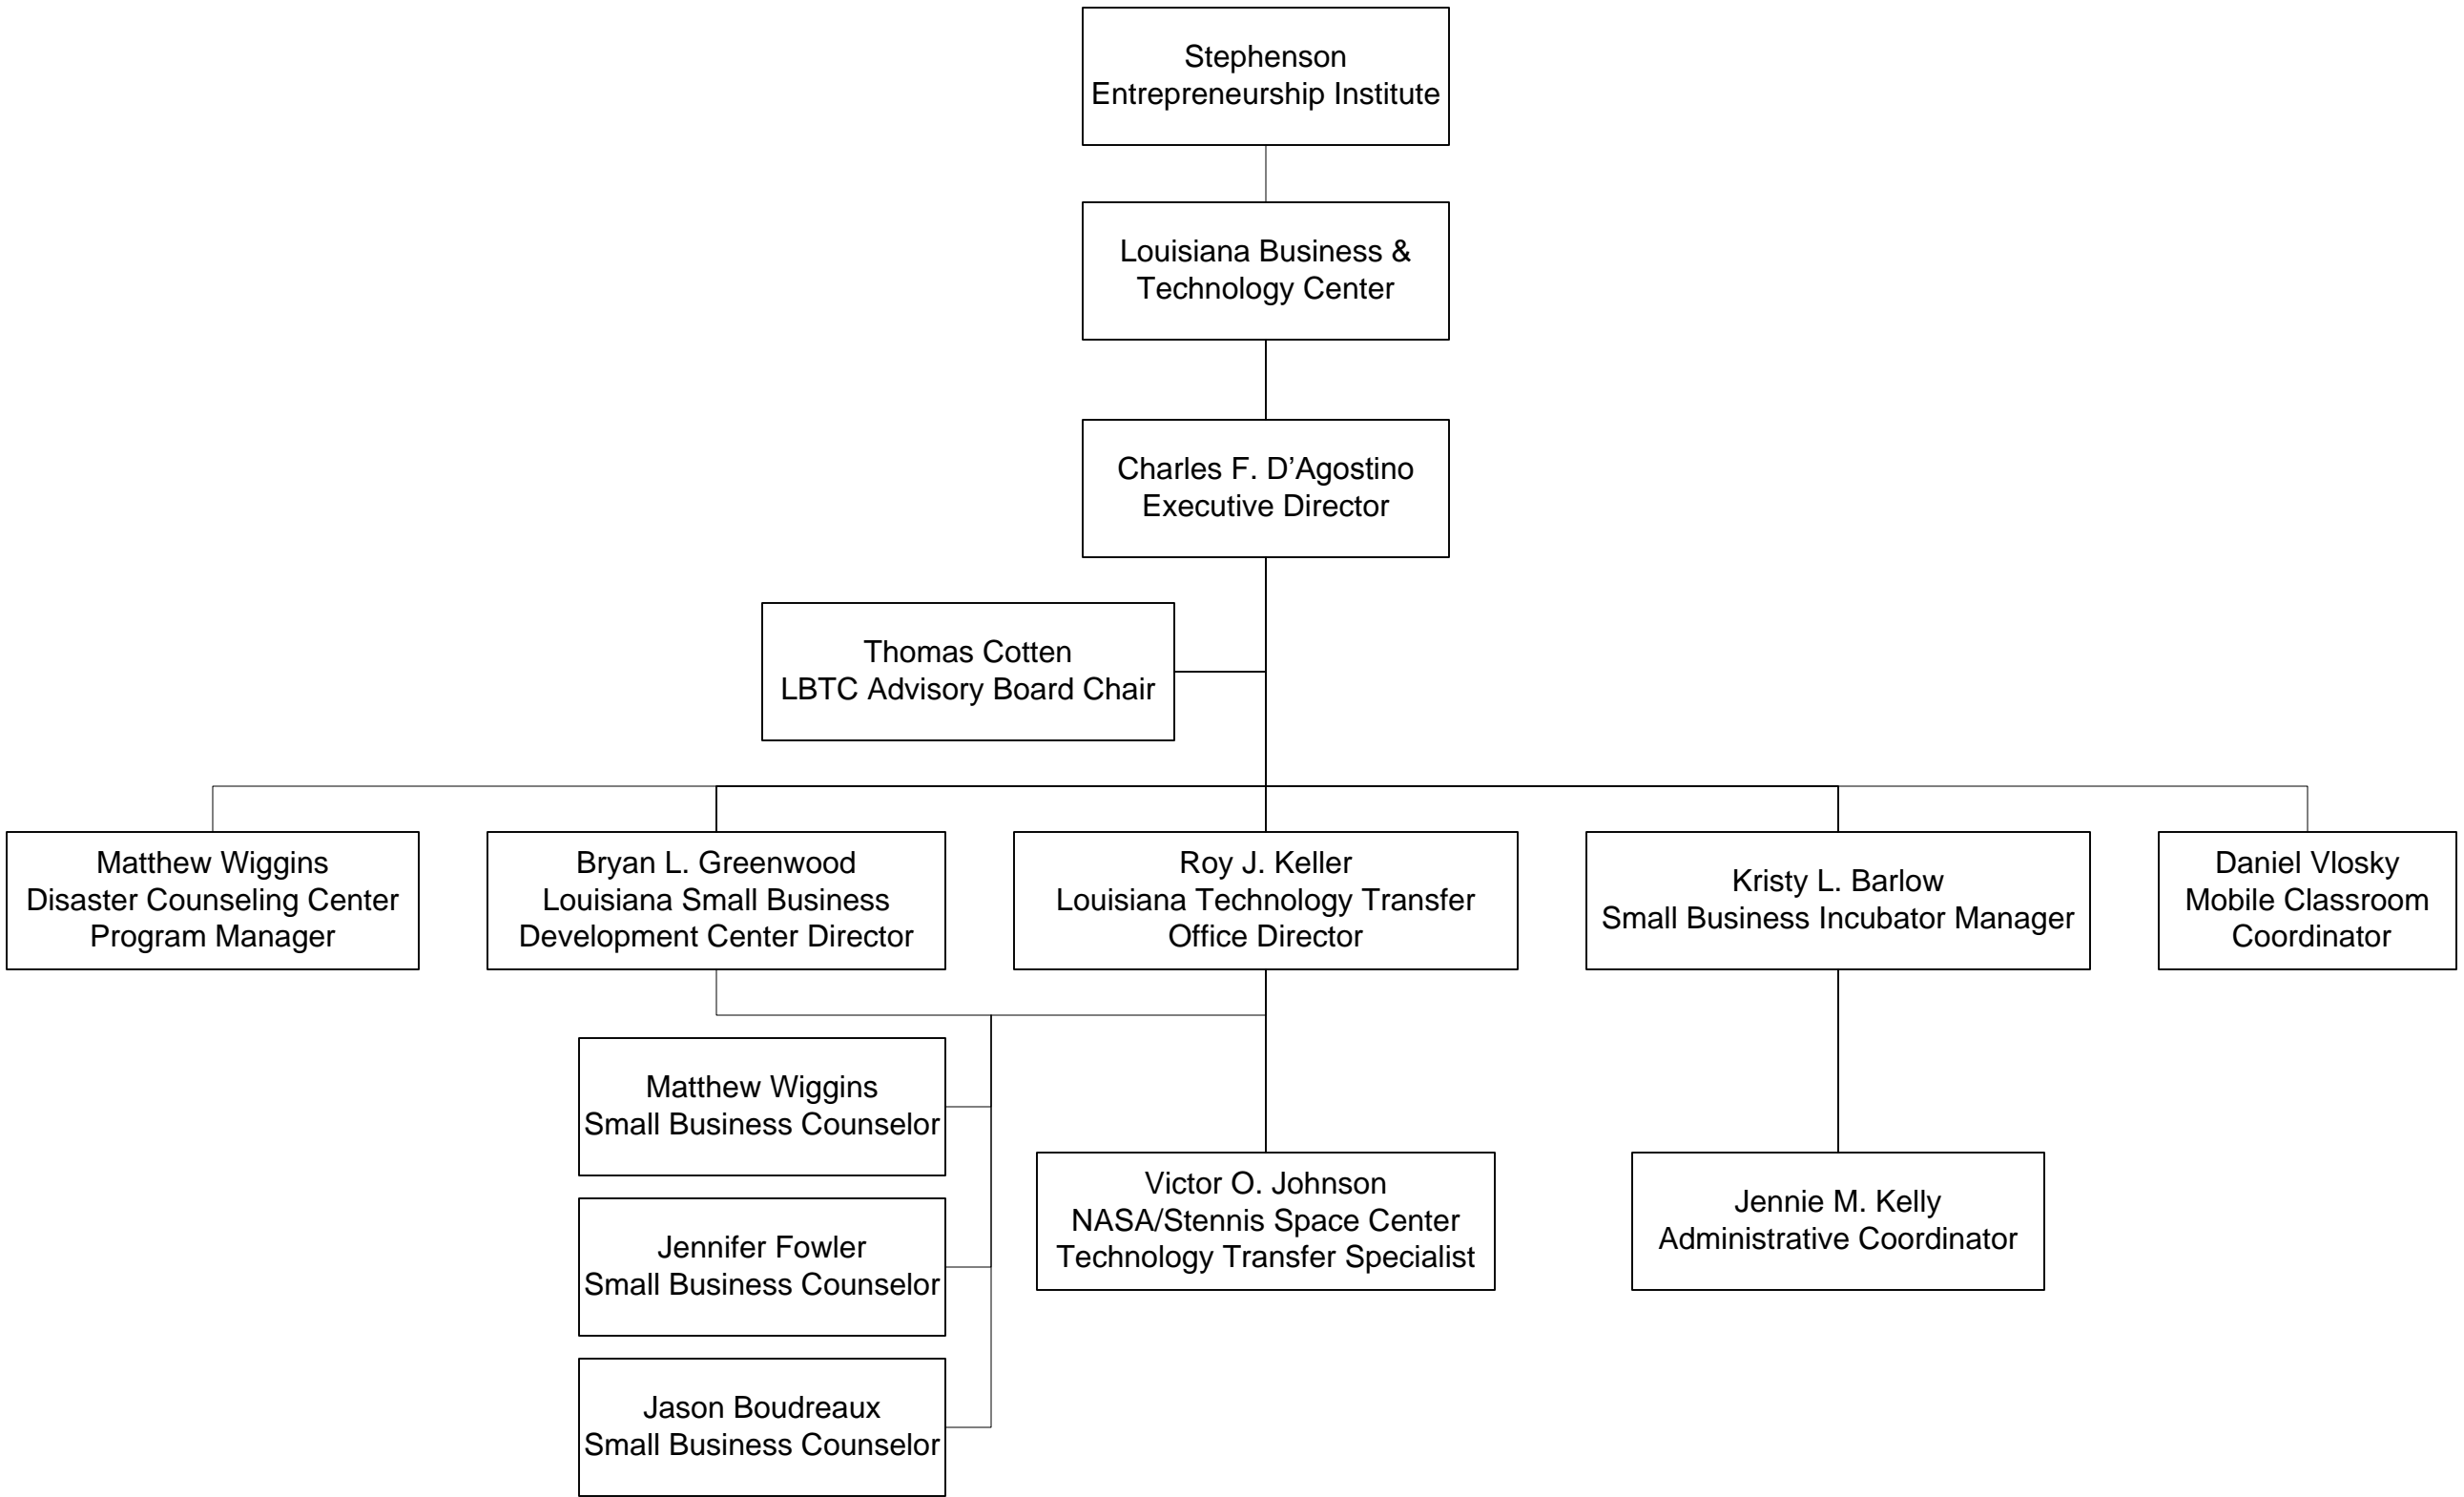 Stephenson
Entrepreneurship Institute
Louisiana Business &
Technology Center
Charles F. D’Agostino
Executive Director
Thomas Cotten
LBTC Advisory Board Chair
Matthew Wiggins
Disaster Counseling Center
Program Manager
Bryan L. Greenwood
Louisiana Small Business
Development Center Director
Roy J. Keller
Louisiana Technology Transfer
Office Director
Kristy L. Barlow
Small Business Incubator Manager
Daniel Vlosky
Mobile Classroom
Coordinator
Matthew Wiggins
Small Business Counselor
Jennifer Fowler
Small Business Counselor
Jason Boudreaux
Small Business Counselor
Victor O. Johnson
NASA/Stennis Space Center
Technology Transfer Specialist
Jennie M. Kelly
Administrative Coordinator